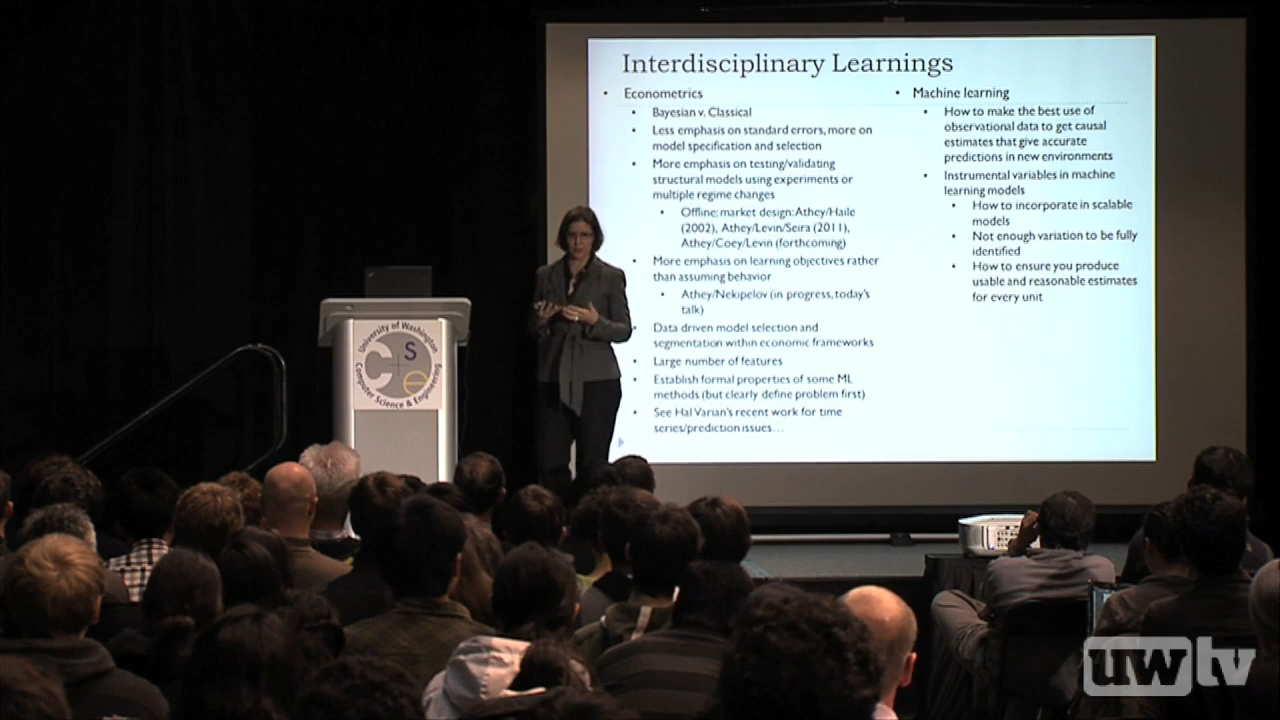 Interdisciplinary Learnings
• Econometrics
• Bayesian v. Classical
• Less emphasis on standard errors, more on
model specification and selection
• More emphasis on testing/validating
structural models using experiments or
multiple regime changes
• Offline: market design: Athey/Haile
(2002), Athey/Levin/Seira (2011),
Athey/Coey/Levin (forthcoming)
• More emphasis on learning objectives rather
than assuming behavior
• Athey/Nekipelov (in progress, today's
talk)
• Data driven model selection and
segmentation within economic frameworks
• Large number of features
• Establish formal properties of some ML
methods (but clearly define problem first)
• See Hal Varian's recent work for time
series/prediction issues…
• Machine learning
• How to make the best use of
observational data to get causal
estimates that give accurate
predictions in new environments
• Instrumental variables in machine
learning models
• How to incorporate in scalable
models
• Not enough variation to be fully
identified
• How to ensure you produce
usable and reasonable estimates
for every unit
University of Washington
C S e
Computer Science & Engineering
uwtv